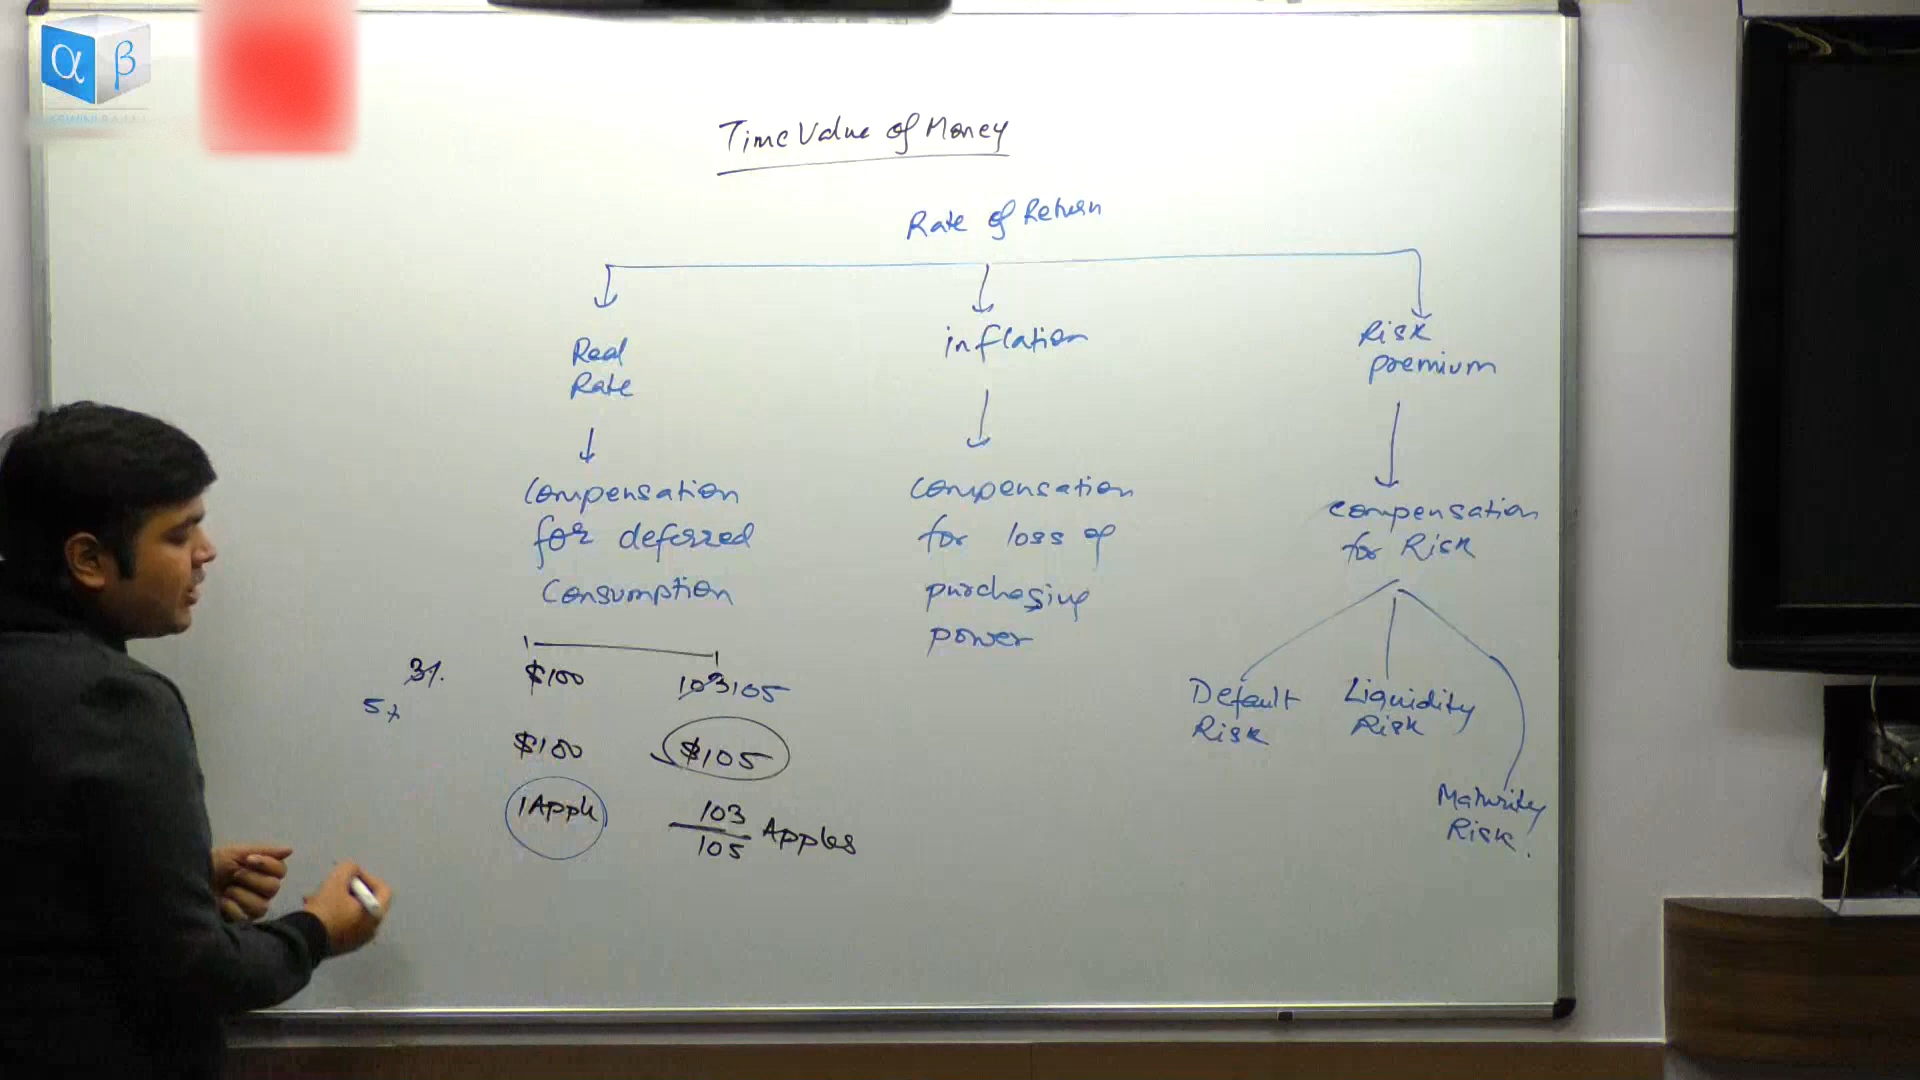 α β
Time Value of Money
Rate of Return
Real
Rate
inflation
Risk
premium
Compensation
for deferred
Consumption
compensation
for loss of
purchasing
power
compensation
for Risk
3%
$100
103 105
5%
$100
$105
1 Apple
103
105
Apples
Default
Risk
Liquidity
Risk
Maturity
Risk.